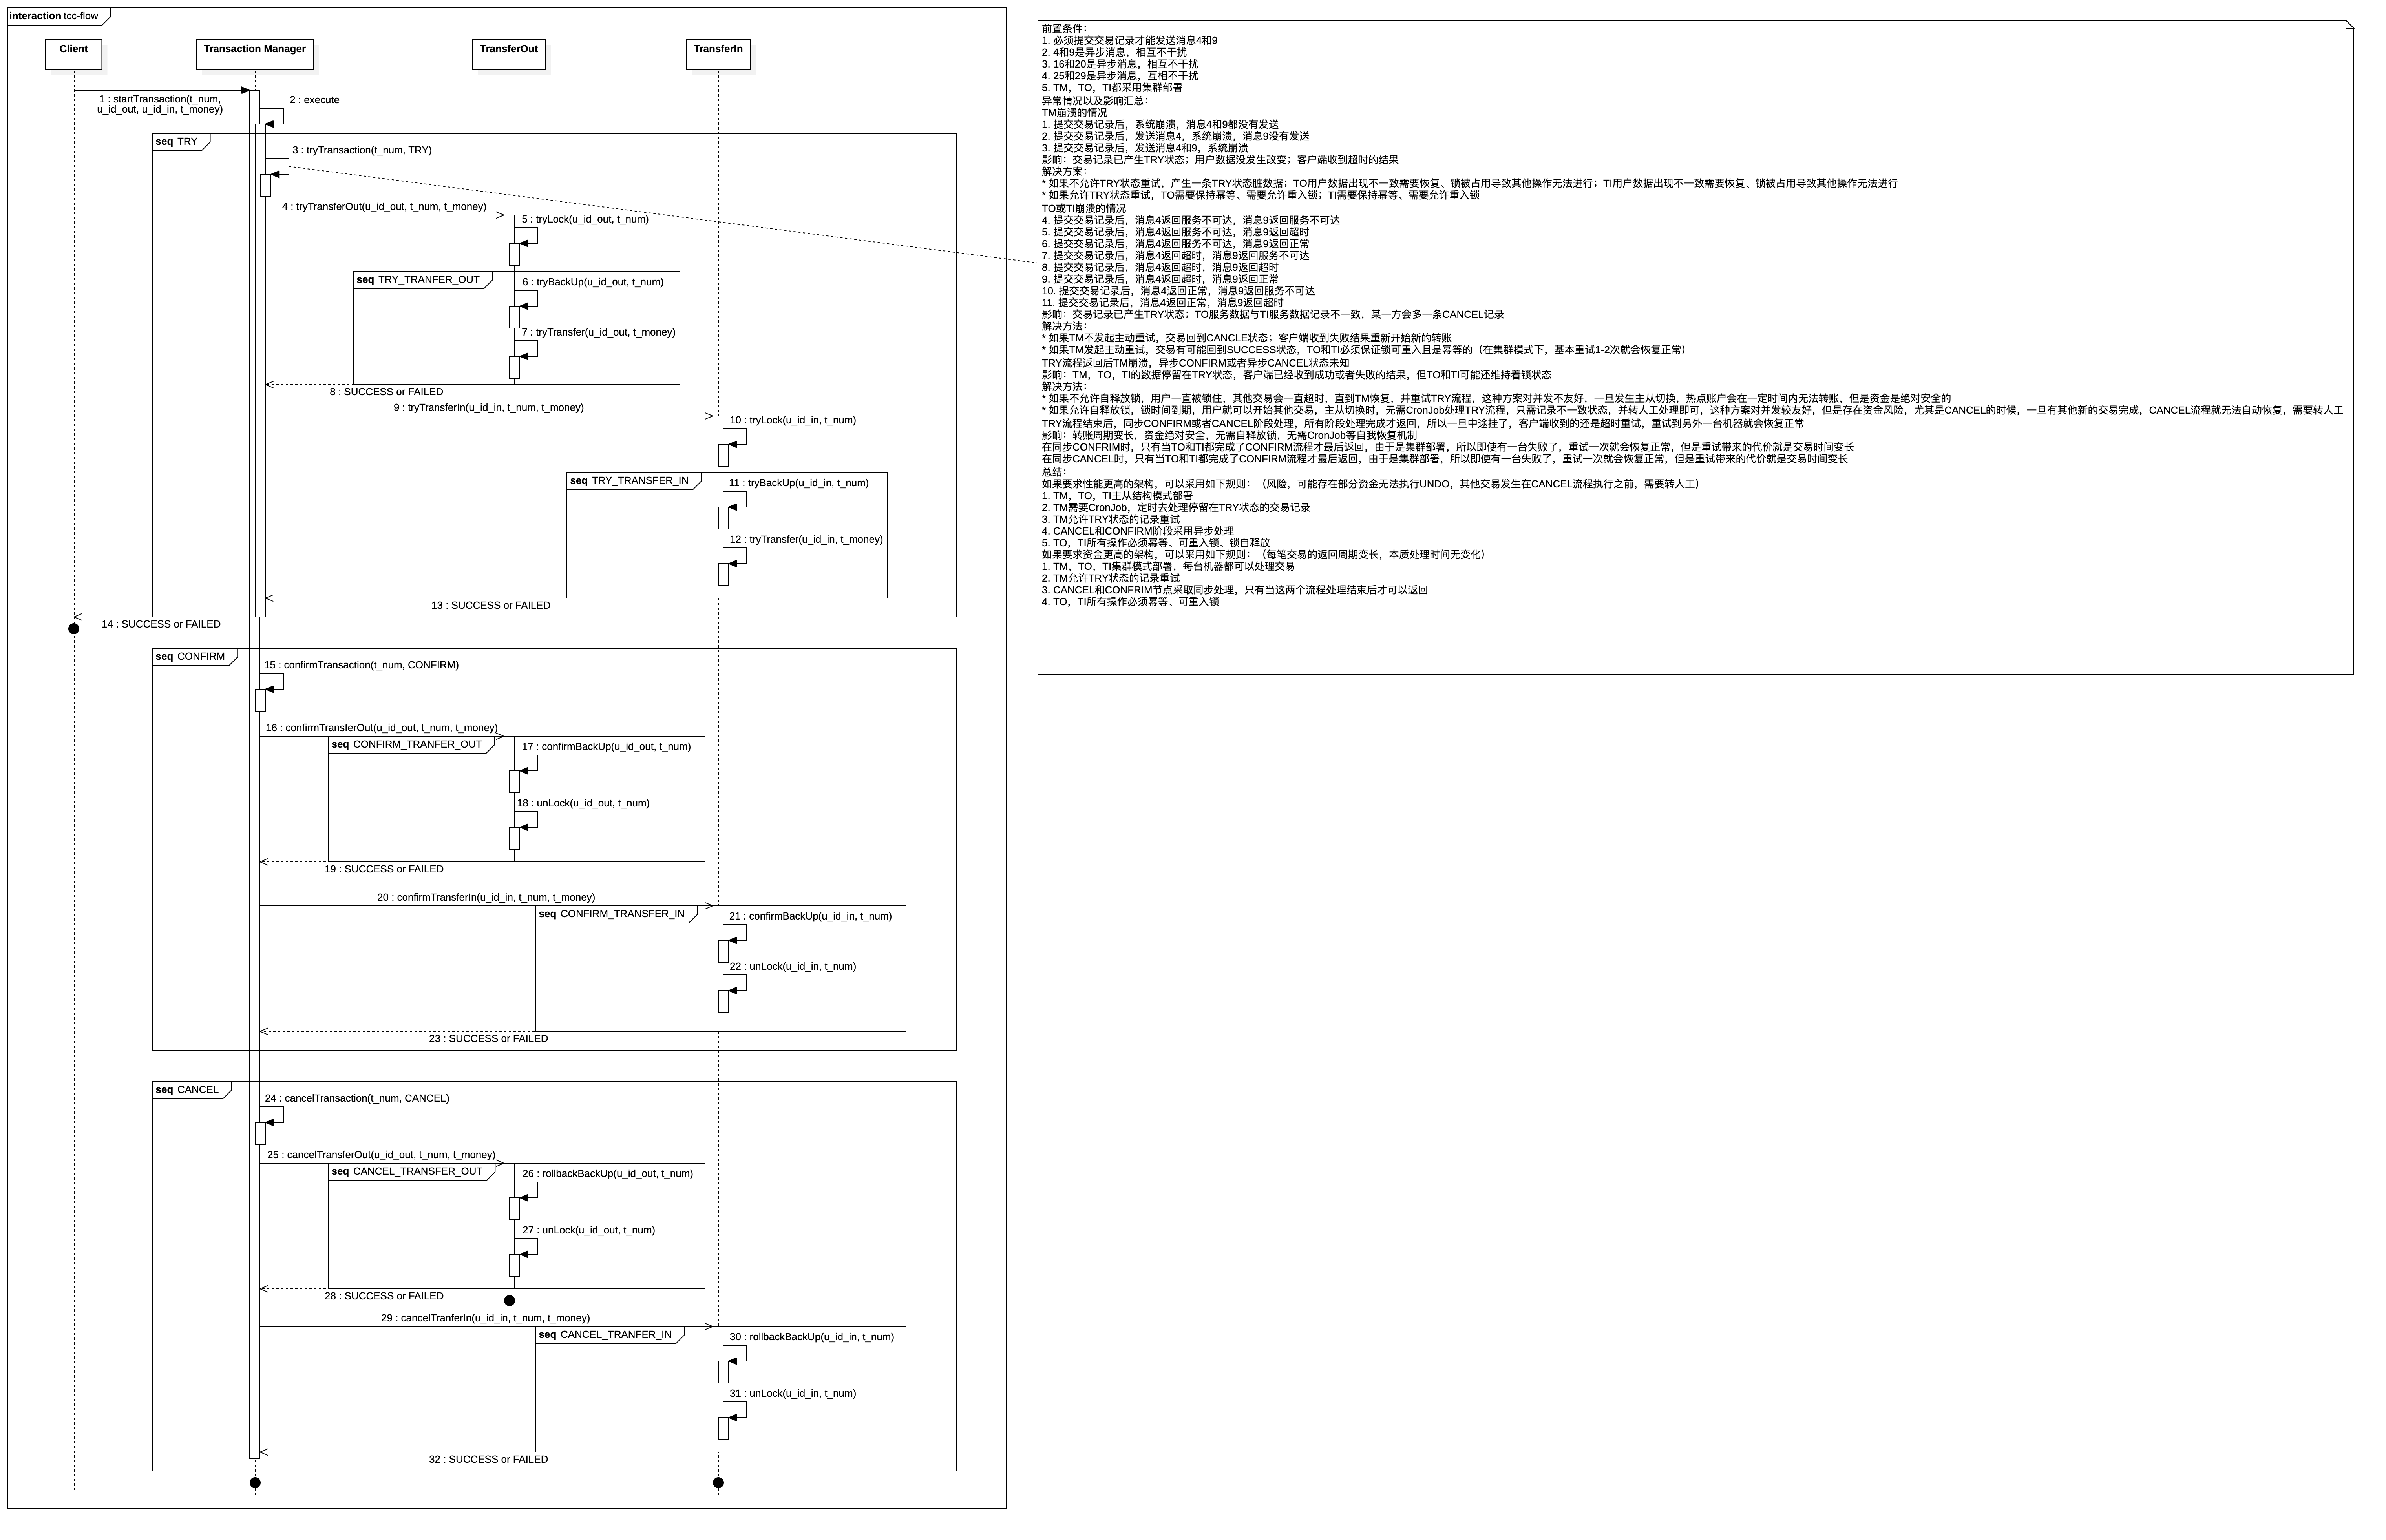 interaction tcc-flow
Client
Transaction Manager
TransferOut
TransferIn
1 : startTransaction(t_num,
u_id_out, u_id_in, t_money)
2 : execute
seq TRY
3 : tryTransaction(t_num, TRY)
4 : tryTransferOut(u_id_out, t_num, t_money)
5 : tryLock(u_id_out, t_num)
seq TRY_TRANFER_OUT
6 : tryBackUp(u_id_out, t_num)
7 : tryTransfer(u_id_out, t_money)
8 : SUCCESS or FAILED
9 : tryTransferIn(u_id_in, t_num, t_money)
10 : tryLock(u_id_in, t_num)
seq TRY_TRANSFER_IN
11 : tryBackUp(u_id_in, t_num)
12 : tryTransfer(u_id_in, t_money)
13 : SUCCESS or FAILED
14 : SUCCESS or FAILED
seq CONFIRM
15 : confirmTransaction(t_num, CONFIRM)
16 : confirmTransferOut(u_id_out, t_num, t_money)
seq CONFIRM_TRANFER_OUT
17 : confirmBackUp(u_id_out, t_num)
18 : unLock(u_id_out, t_num)
19 : SUCCESS or FAILED
20 : confirmTransferIn(u_id_in, t_num, t_money)
seq CONFIRM_TRANSFER_IN
21 : confirmBackUp(u_id_in, t_num)
22 : unLock(u_id_in, t_num)
23 : SUCCESS or FAILED
seq CANCEL
24 : cancelTransaction(t_num, CANCEL)
25 : cancelTransferOut(u_id_out, t_num, t_money)
seq CANCEL_TRANSFER_OUT
26 : rollbackBackUp(u_id_out, t_num)
27 : unLock(u_id_out, t_num)
28 : SUCCESS or FAILED
29 : cancelTranferIn(u_id_in, t_num, t_money)
seq CANCEL_TRANFER_IN
30 : rollbackBackUp(u_id_in, t_num)
31 : unLock(u_id_in, t_num)
32 : SUCCESS or FAILED
前置条件：
1. 必须提交交易记录才能发送消息4和9
2. 4和9是异步消息，相互不干扰
3. 16和20是异步消息，相互不干扰
4. 25和29是异步消息，互相不干扰
5. TM，TO，TI都采用集群部署
异常情况以及影响汇总：
TM崩溃的情况
1. 提交交易记录后，系统崩溃，消息4和9都没有发送
2. 提交交易记录后，发送消息4，系统崩溃，消息9没有发送
3. 提交交易记录后，发送消息4和9，系统崩溃
影响：交易记录已产生TRY状态；用户数据没发生改变；客户端收到超时的结果
解决方案：
* 如果不允许TRY状态重试，产生一条TRY状态脏数据；TO用户数据出现不一致需要恢复、锁被占用导致其他操作无法进行；TI用户数据出现不一致需要恢复、锁被占用导致其他操作无法进行
* 如果允许TRY状态重试，TO需要保持幂等、需要允许重入锁；TI需要保持幂等、需要允许重入锁
TO或TI崩溃的情况
4. 提交交易记录后，消息4返回服务不可达，消息9返回服务不可达
5. 提交交易记录后，消息4返回服务不可达，消息9返回超时
6. 提交交易记录后，消息4返回服务不可达，消息9返回正常
7. 提交交易记录后，消息4返回超时，消息9返回服务不可达
8. 提交交易记录后，消息4返回超时，消息9返回超时
9. 提交交易记录后，消息4返回超时，消息9返回正常
10. 提交交易记录后，消息4返回正常，消息9返回服务不可达
11. 提交交易记录后，消息4返回正常，消息9返回超时
影响：交易记录已产生TRY状态；TO服务数据与TI服务数据记录不一致，某一方会多一条CANCEL记录
解决方法：
* 如果TM不发起主动重试，交易回到CANCLE状态；客户端收到失败结果重新开始新的转账
* 如果TM发起主动重试，交易有可能回到SUCCESS状态，TO和TI必须保证锁可重入且是幂等的（在集群模式下，基本重试1-2次就会恢复正常）
TRY流程返回后TM崩溃，异步CONFIRM或者异步CANCEL状态未知
影响：TM，TO，TI的数据停留在TRY状态，客户端已经收到成功或者失败的结果，但TO和TI可能还维持着锁状态
解决方法：
* 如果不允许自释放锁，用户一直被锁住，其他交易会一直超时，直到TM恢复，并重试TRY流程，这种方案对并发不友好，一旦发生主从切换，热点账户会在一定时间内无法转账，但是资金是绝对安全的
* 如果允许自释放锁，锁时间到期，用户就可以开始其他交易，主从切换时，无需CronJob处理TRY流程，只需记录不一致状态，并转人工处理即可，这种方案对并发较友好，但是存在资金风险，尤其是CANCEL的时候，一旦有其他新的交易完成，CANCEL流程就无法自动恢复，需要转人工
TRY流程结束后，同步CONFIRM或者CANCEL阶段处理，所有阶段处理完成才返回，所以一旦中途挂了，客户端收到的还是超时重试，重试到另外一台机器就会恢复正常
影响：转账周期变长，资金绝对安全，无需自释放锁，无需CronJob等自我恢复机制
在同步CONFRIM时，只有当TO和TI都完成了CONFIRM流程才最后返回，由于是集群部署，所以即使有一台失败了，重试一次就会恢复正常，但是重试带来的代价就是交易时间变长
在同步CANCEL时，只有当TO和TI都完成了CONFIRM流程才最后返回，由于是集群部署，所以即使有一台失败了，重试一次就会恢复正常，但是重试带来的代价就是交易时间变长
总结：
如果要求性能更高的架构，可以采用如下规则：（风险，可能存在部分资金无法执行UNDO，其他交易发生在CANCEL流程执行之前，需要转人工）
1. TM，TO，TI主从结构模式部署
2. TM需要CronJob，定时去处理停留在TRY状态的交易记录
3. TM允许TRY状态的记录重试
4. CANCEL和CONFIRM阶段采用异步处理
5. TO，TI所有操作必须幂等、可重入锁、锁自释放
如果要求资金更高的架构，可以采用如下规则：（每笔交易的返回周期变长，本质处理时间无变化）
1. TM，TO，TI集群模式部署，每台机器都可以处理交易
2. TM允许TRY状态的记录重试
3. CANCEL和CONFRIM节点采取同步处理，只有当这两个流程处理结束后才可以返回
4. TO，TI所有操作必须幂等、可重入锁